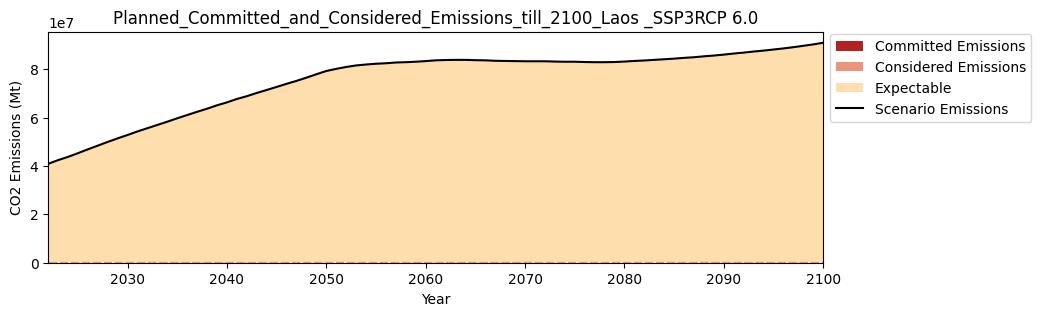 Planned_Committed_and_Considered_Emissions_till_2100_Laos _SSP3RCP 6.0
1e7
8
6
4
2
0
CO2 Emissions (Mt)
2030 2040 2050 2060 2070 2080 2090 2100
Year
Committed Emissions
Considered Emissions
Expectable
Scenario Emissions